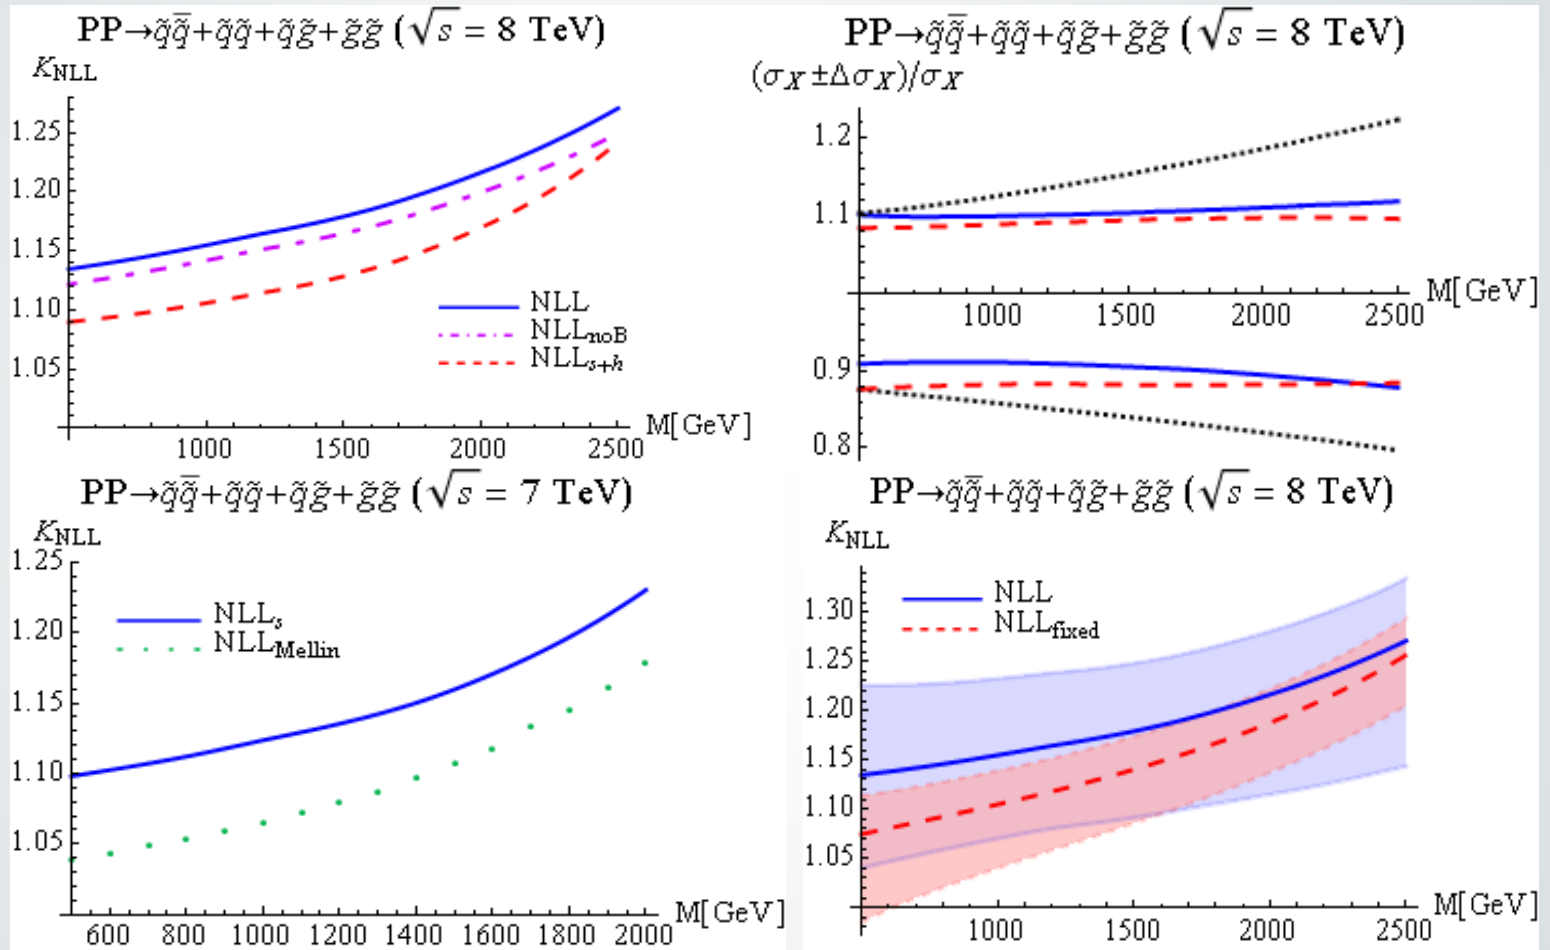 PP→q̃q̃̄+q̃q̃+q̃g̃+g̃g̃ (√s = 8 TeV)
K_NLL
1.25
1.20
1.15
1.10
1.05
NLL
NLL_noB
NLL_s+h
1000 1500 2000 2500 M[GeV]
PP→q̃q̃̄+q̃q̃+q̃g̃+g̃g̃ (√s = 8 TeV)
(σ_X±Δσ_X)/σ_X
1.2
1.1
1000 1500 2000 2500 M[GeV]
0.9
0.8
PP→q̃q̃̄+q̃q̃+q̃g̃+g̃g̃ (√s = 7 TeV)
K_NLL
1.25
1.20
1.15
1.10
1.05
NLL_s
NLL_Mellin
600 800 1000 1200 1400 1600 1800 2000 M[GeV]
PP→q̃q̃̄+q̃q̃+q̃g̃+g̃g̃ (√s = 8 TeV)
K_NLL
1.30
1.25
1.20
1.15
1.10
1.05
NLL
NLL_fixed
1000 1500 2000 2500 M[GeV]